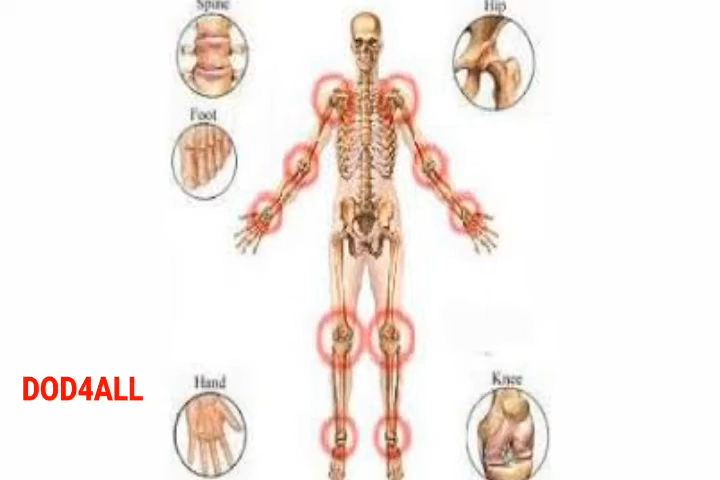 Spine
Hip
Foot
DOD4ALL
Hand
Knee